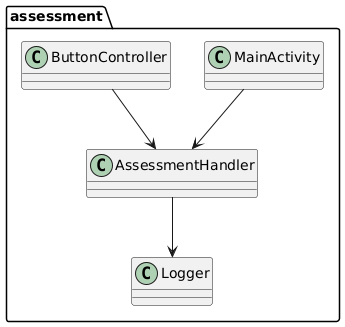 assessment
C ButtonController
C MainActivity
C AssessmentHandler
C Logger